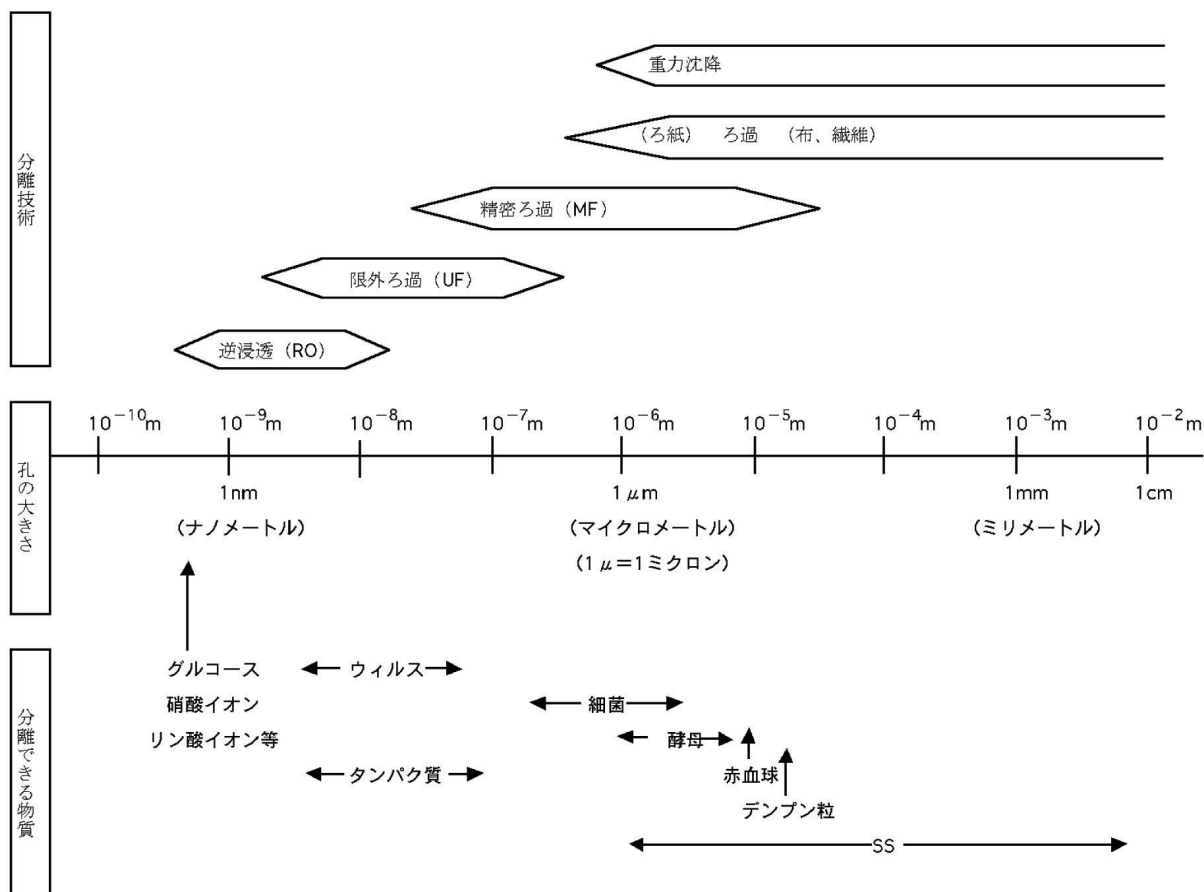 分離技術
重力沈降
(ろ紙) ろ過 (布、繊維)
精密ろ過(MF)
限外ろ過(UF)
逆浸透(RO)
孔の大きさ
10−10m 10−9m 10−8m 10−7m 10−6m 10−5m 10−4m 10−3m 10−2m
1nm 1μm 1mm 1cm
(ナノメートル) (マイクロメートル) (ミリメートル)
(1μ=1ミクロン)
分離できる物質
グルコース ウィルス
硝酸イオン 細菌
リン酸イオン等 酵母
タンパク質 赤血球
デンプン粒
SS